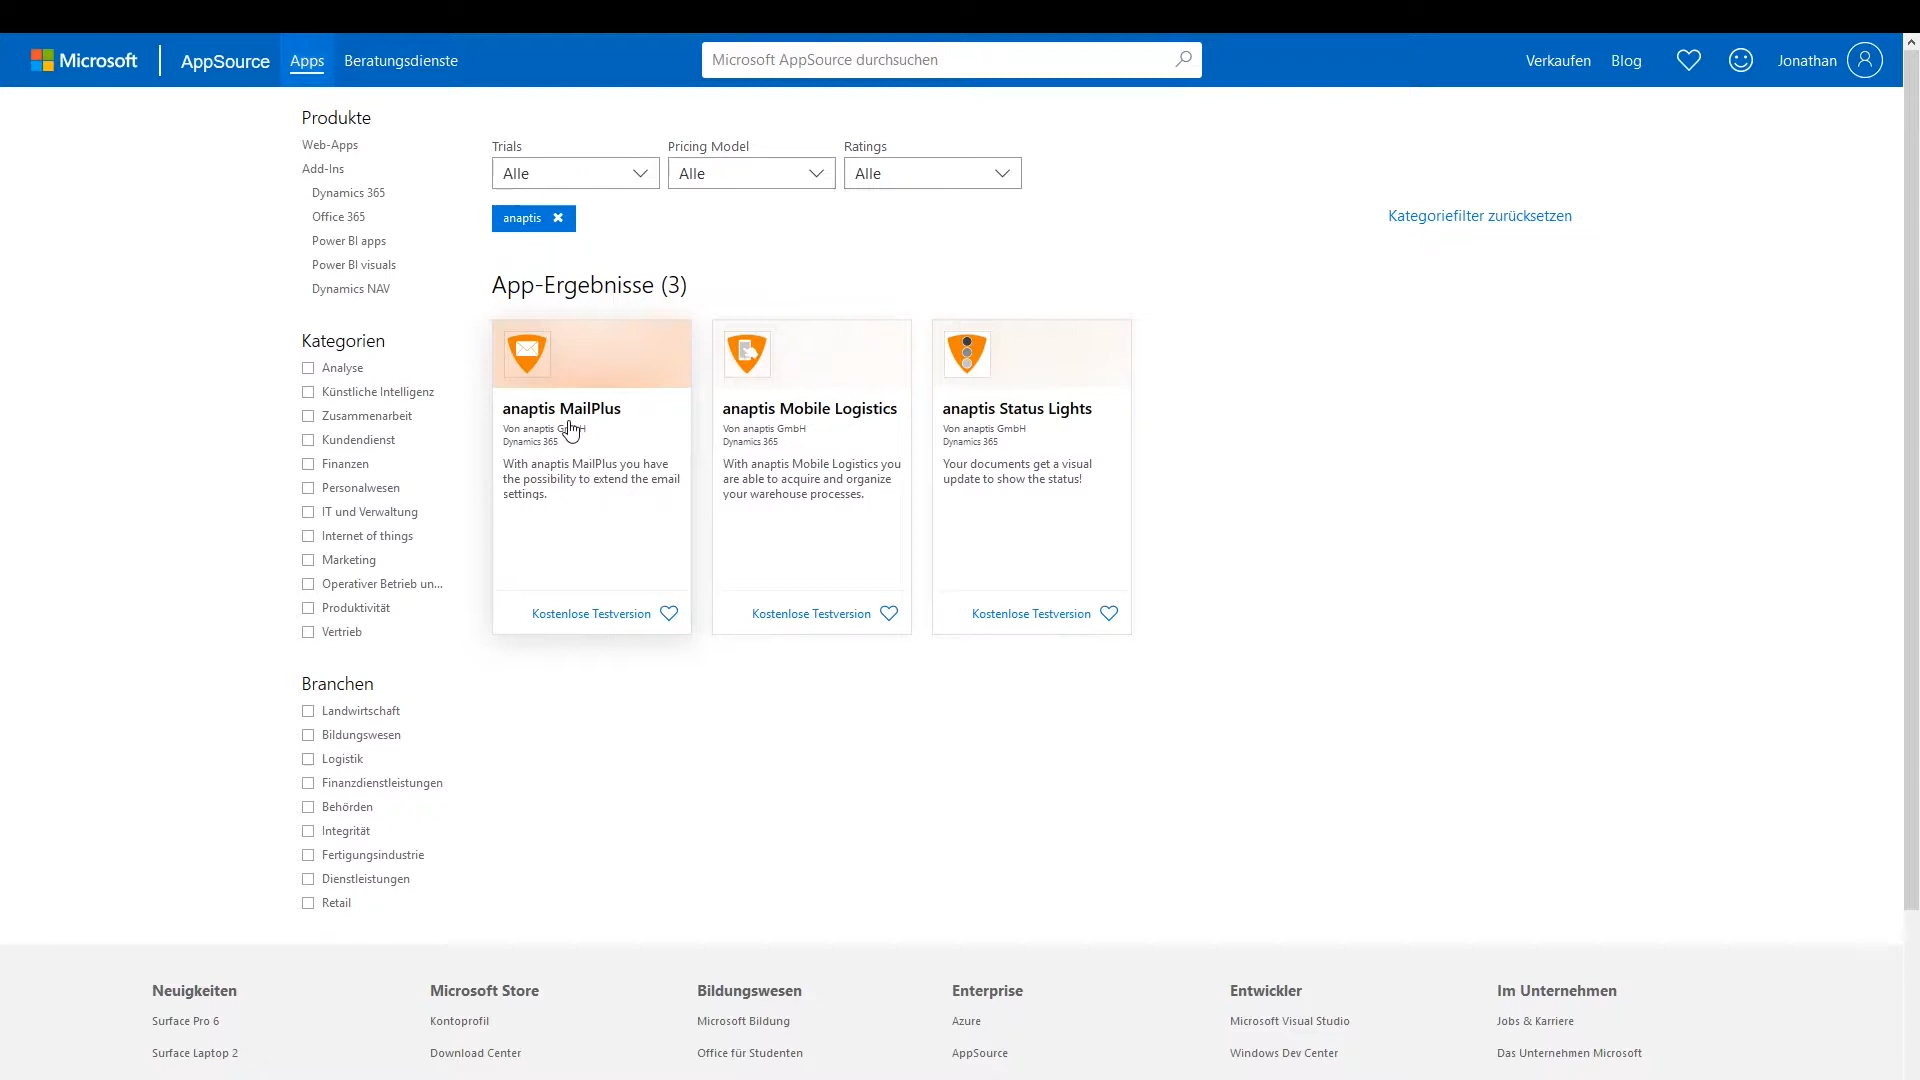 Microsoft
AppSource
Apps
Beratungsdienste
Microsoft AppSource durchsuchen
Verkaufen
Blog
Jonathan
Produkte
Web-Apps
Add-Ins
Dynamics 365
Office 365
Power BI apps
Power BI visuals
Dynamics NAV
Kategorien
Analyse
Künstliche Intelligenz
Zusammenarbeit
Kundendienst
Finanzen
Personalwesen
IT und Verwaltung
Internet of things
Marketing
Operativer Betrieb un...
Produktivität
Vertrieb
Branchen
Landwirtschaft
Bildungswesen
Logistik
Finanzdienstleistungen
Behörden
Integrität
Fertigungsindustrie
Dienstleistungen
Retail
Trials
Pricing Model
Ratings
Alle
Alle
Alle
anaptis
Kategoriefilter zurücksetzen
App-Ergebnisse (3)
anaptis MailPlus
Von anaptis GmbH
Dynamics 365
With anaptis MailPlus you have
the possibility to extend the email
settings.
Kostenlose Testversion
anaptis Mobile Logistics
Von anaptis GmbH
Dynamics 365
With anaptis Mobile Logistics you
are able to acquire and organize
your warehouse processes.
Kostenlose Testversion
anaptis Status Lights
Von anaptis GmbH
Dynamics 365
Your documents get a visual
update to show the status!
Kostenlose Testversion
Neuigkeiten
Surface Pro 6
Surface Laptop 2
Microsoft Store
Kontoprofil
Download Center
Bildungswesen
Microsoft Bildung
Office für Studenten
Enterprise
Azure
AppSource
Entwickler
Microsoft Visual Studio
Windows Dev Center
Im Unternehmen
Jobs & Karriere
Das Unternehmen Microsoft